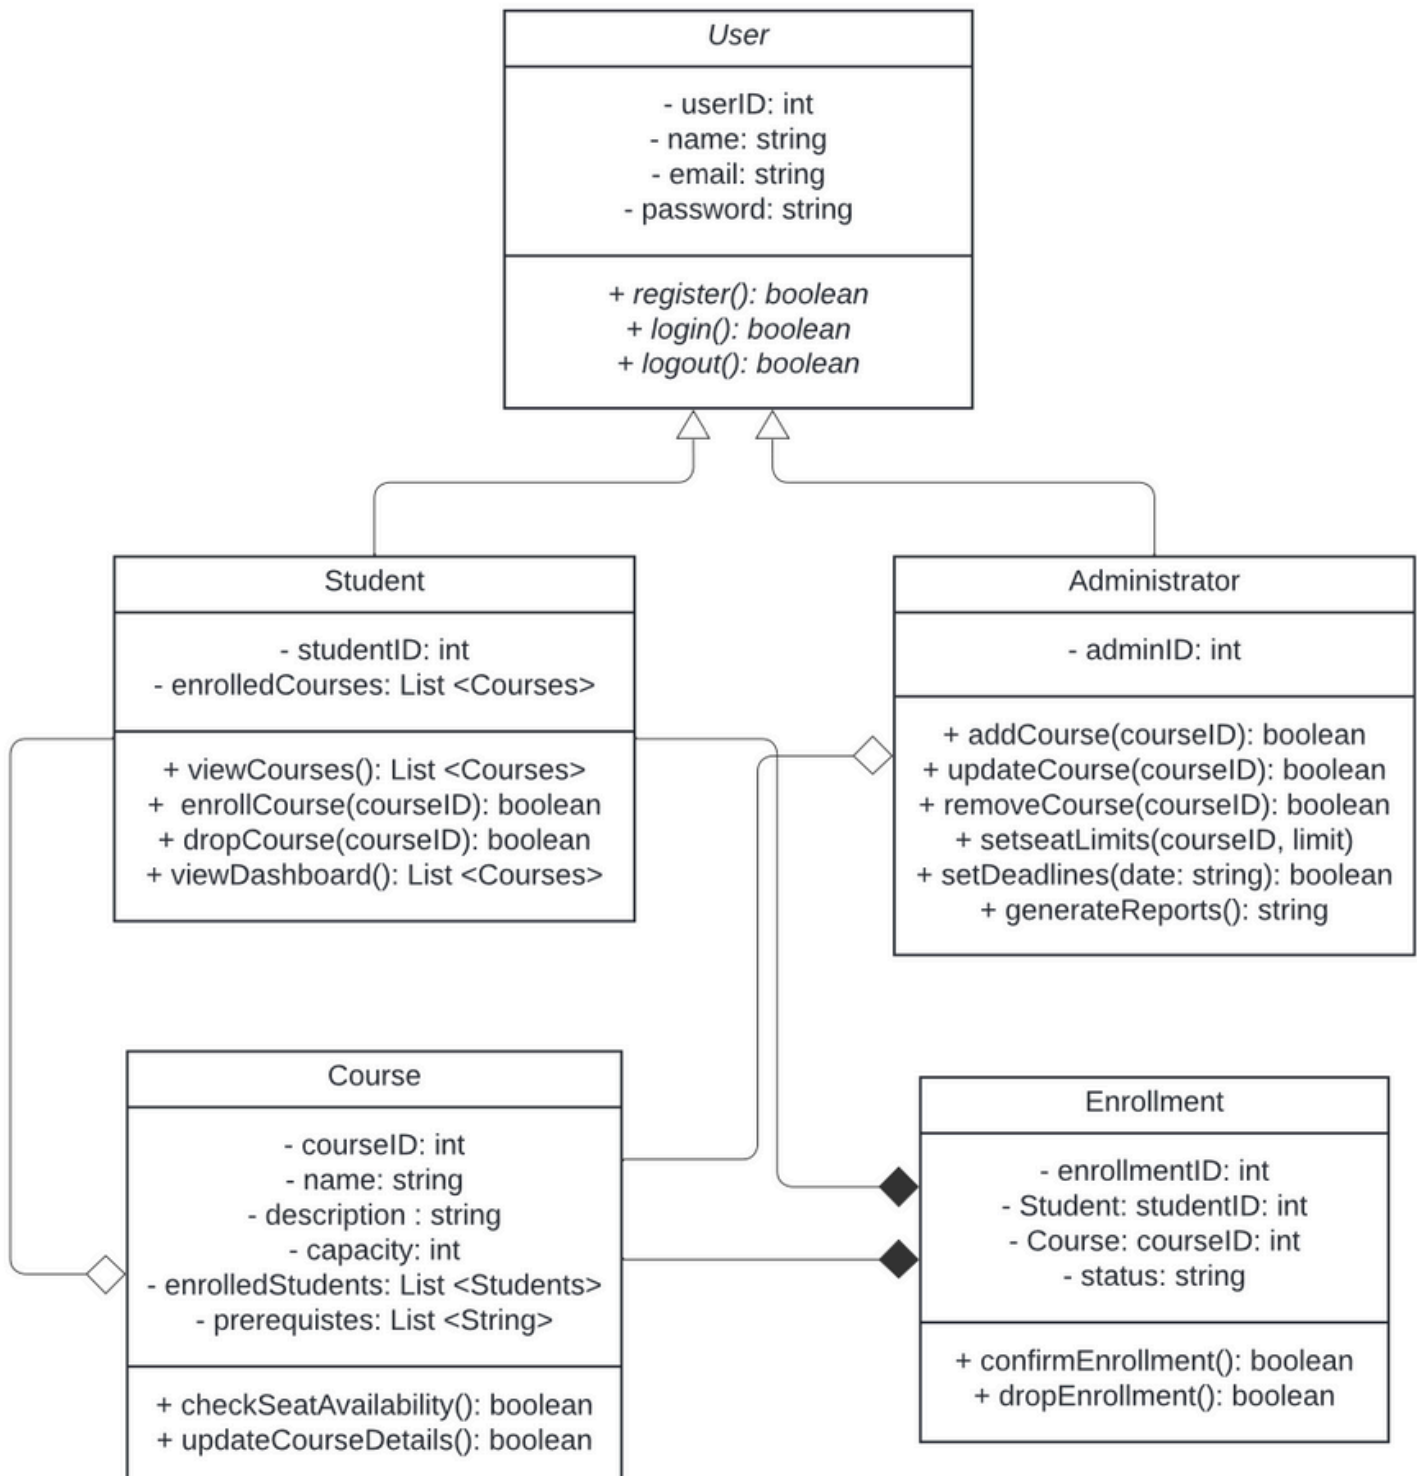 User
- userID: int
- name: string
- email: string
- password: string
+ register(): boolean
+ login(): boolean
+ logout(): boolean
Student
- studentID: int
- enrolledCourses: List <Courses>
+ viewCourses(): List <Courses>
+ enrollCourse(courseID): boolean
+ dropCourse(courseID): boolean
+ viewDashboard(): List <Courses>
Administrator
- adminID: int
+ addCourse(courseID): boolean
+ updateCourse(courseID): boolean
+ removeCourse(courseID): boolean
+ setseatLimits(courseID, limit)
+ setDeadlines(date: string): boolean
+ generateReports(): string
Course
- courseID: int
- name: string
- description : string
- capacity: int
- enrolledStudents: List <Students>
- prerequistes: List <String>
+ checkSeatAvailability(): boolean
+ updateCourseDetails(): boolean
Enrollment
- enrollmentID: int
- Student: studentID: int
- Course: courseID: int
- status: string
+ confirmEnrollment(): boolean
+ dropEnrollment(): boolean